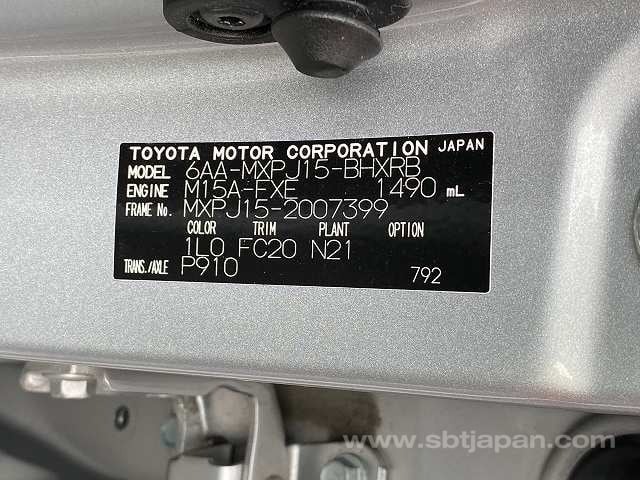 TOYOTA MOTOR CORPORATION JAPAN
MODEL 6AA-MXPJ15-BHXRB
ENGINE M15A-FXE 1490 mL
FRAME No. MXPJ15-2007399
COLOR TRIM PLANT OPTION
1L0 FC20 N21
TRANS./AXLE P910 792
www.sbtjapan.com